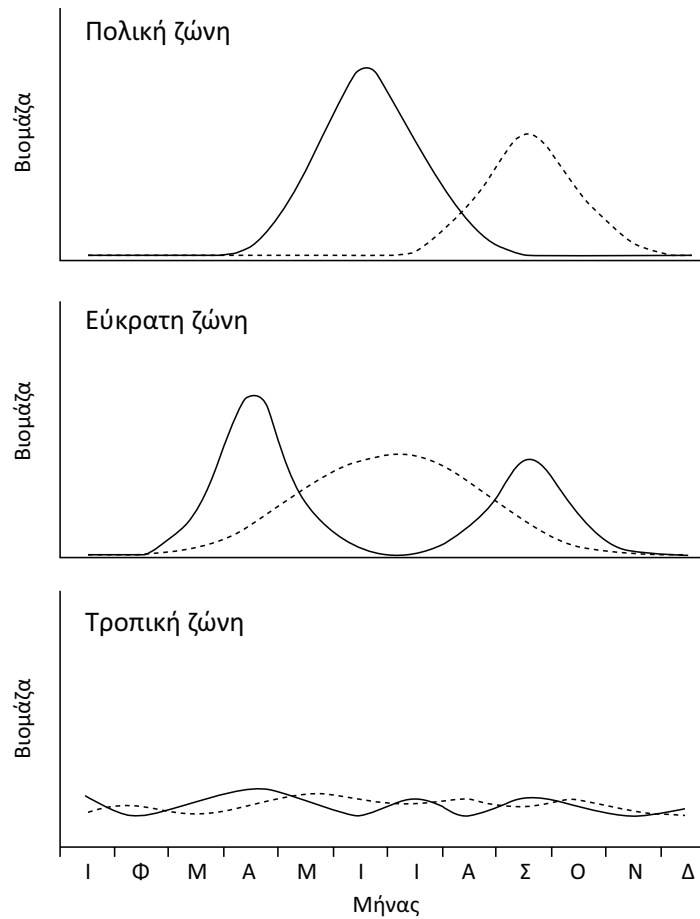 Πολική ζώνη
Βιομάζα
Εύκρατη ζώνη
Βιομάζα
Τροπική ζώνη
Βιομάζα
Ι Φ Μ Α Μ Ι Ι Α Σ Ο Ν Δ
Μήνας